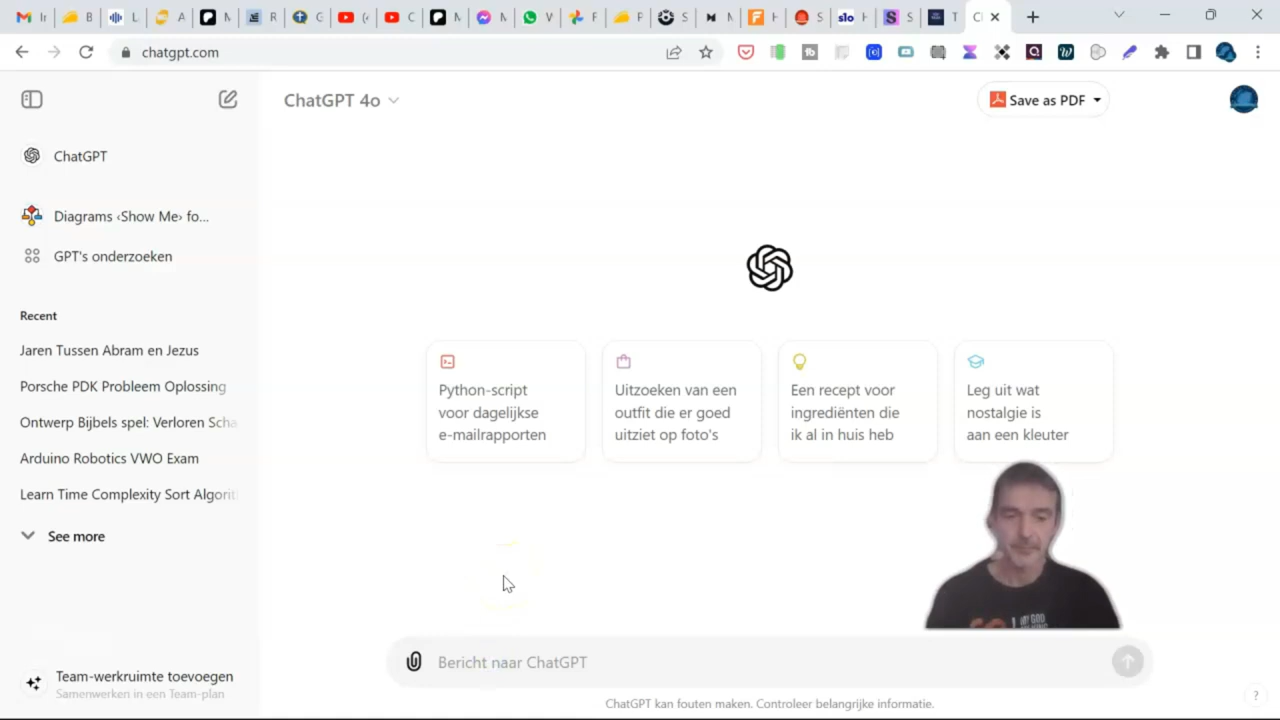 chatgpt.com
ChatGPT 4o
Save as PDF
ChatGPT
Diagrams ‹Show Me› fo...
GPT's onderzoeken
Recent
Jaren Tussen Abram en Jezus
Porsche PDK Probleem Oplossing
Ontwerp Bijbels spel: Verloren Scha
Arduino Robotics VWO Exam
Learn Time Complexity Sort Algorit
See more
Python-script
voor dagelijkse
e-mailrapporten
Uitzoeken van een
outfit die er goed
uitziet op foto's
Een recept voor
ingrediënten die
ik al in huis heb
Leg uit wat
nostalgie is
aan een kleuter
Team-werkruimte toevoegen
Samenwerken in een Team-plan
Bericht naar ChatGPT
ChatGPT kan fouten maken. Controleer belangrijke informatie.
?